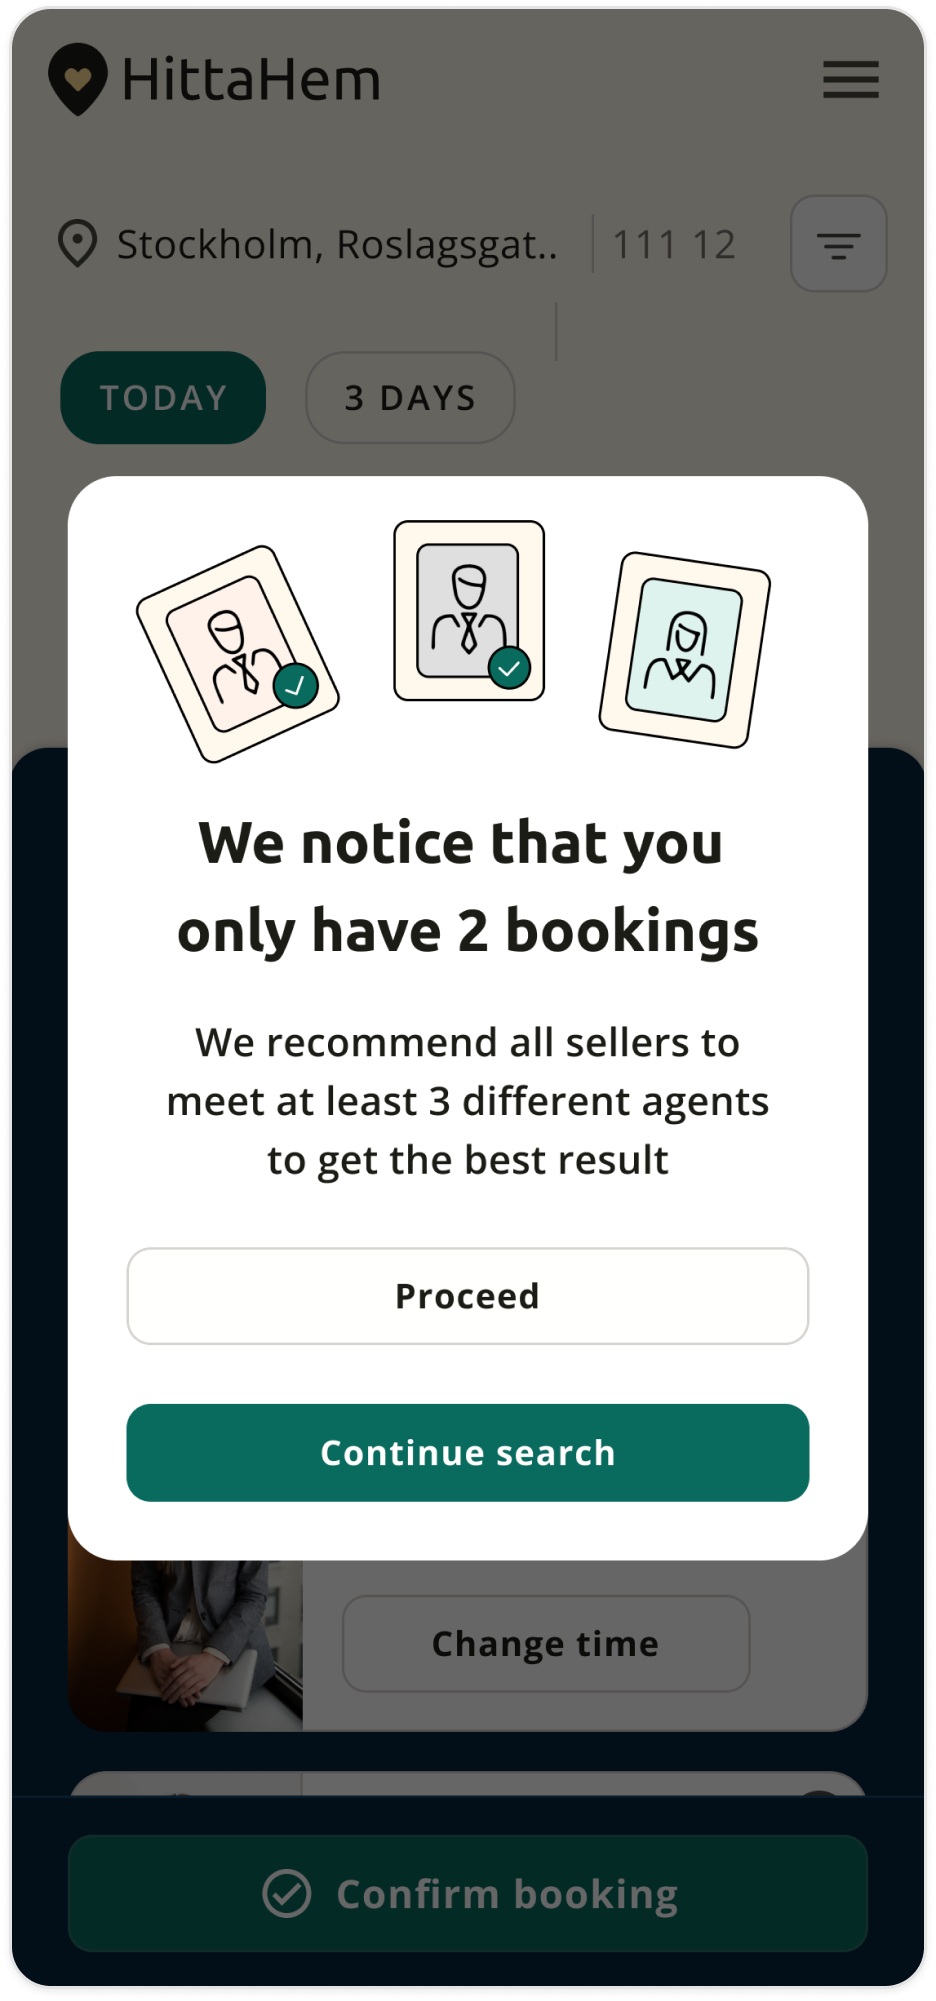 HittaHem
Stockholm, Roslagsgat..
111 12
TODAY
3 DAYS
We notice that you
only have 2 bookings
We recommend all sellers to
meet at least 3 different agents
to get the best result
Proceed
Continue search
Change time
Confirm booking